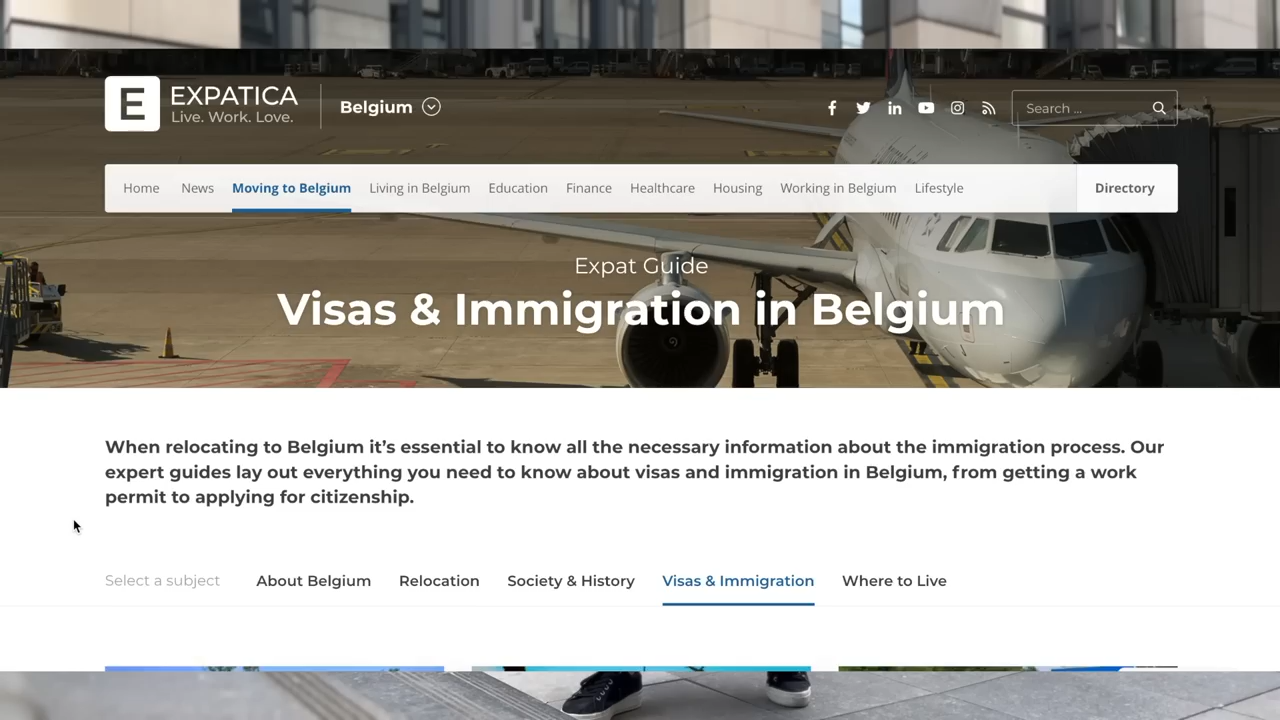 EXPATICA
Live. Work. Love.
Belgium
Search ...
Home News Moving to Belgium Living in Belgium Education Finance Healthcare Housing Working in Belgium Lifestyle Directory
Expat Guide
Visas & Immigration in Belgium
When relocating to Belgium it’s essential to know all the necessary information about the immigration process. Our
expert guides lay out everything you need to know about visas and immigration in Belgium, from getting a work
permit to applying for citizenship.
Select a subject About Belgium Relocation Society & History Visas & Immigration Where to Live